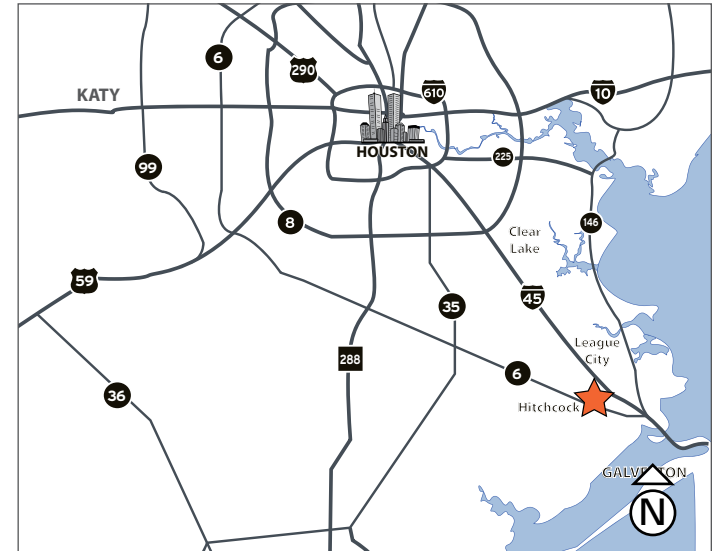 6
290
610
10
KATY
HOUSTON
225
99
8
146
Clear
Lake
59
45
35
League
City
288
6
36
Hitchcock
GALVESTON
N